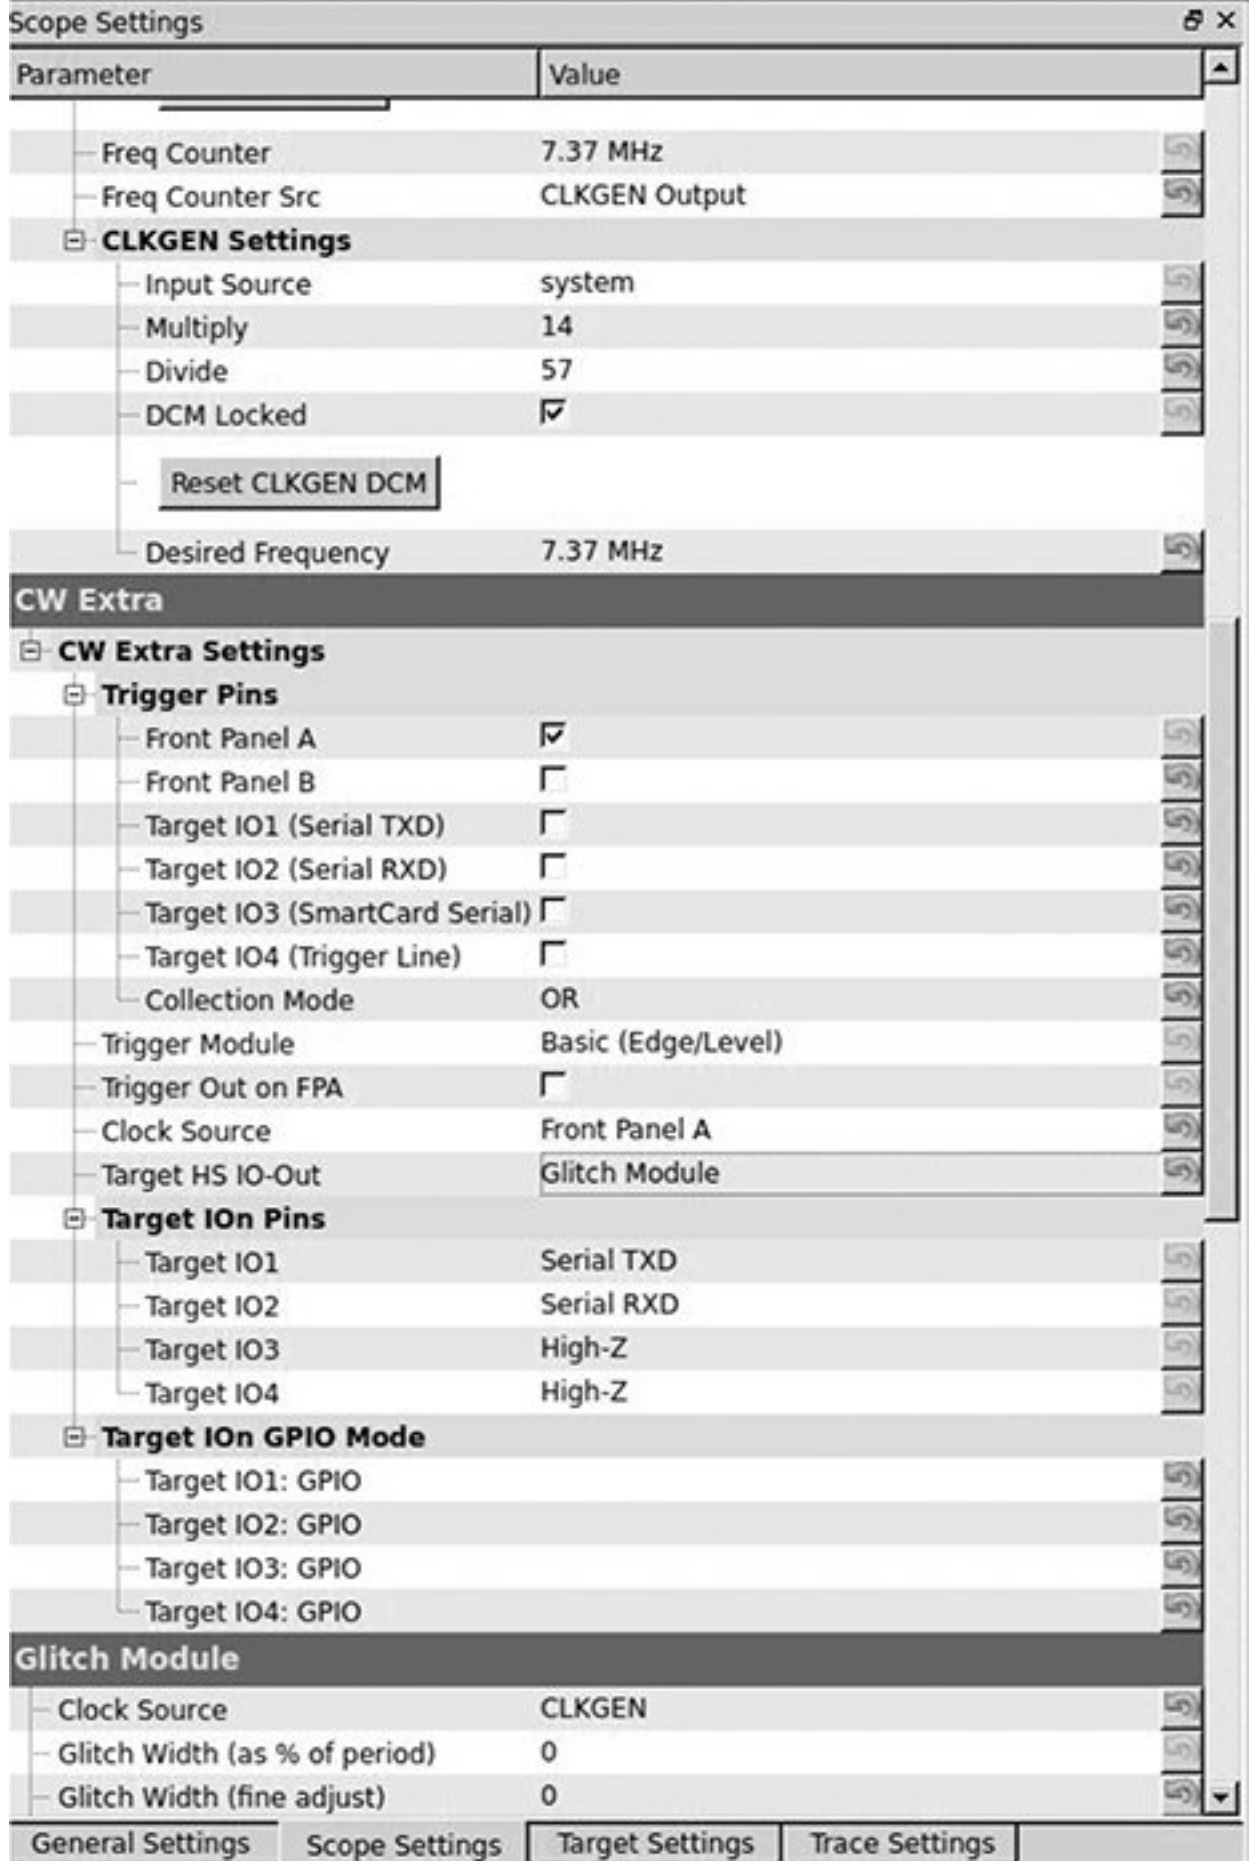 Scope Settings
Parameter Value
Freq Counter 7.37 MHz
Freq Counter Src CLKGEN Output
CLKGEN Settings
Input Source system
Multiply 14
Divide 57
DCM Locked
Reset CLKGEN DCM
Desired Frequency 7.37 MHz
CW Extra
CW Extra Settings
Trigger Pins
Front Panel A
Front Panel B
Target IO1 (Serial TXD)
Target IO2 (Serial RXD)
Target IO3 (SmartCard Serial)
Target IO4 (Trigger Line)
Collection Mode OR
Trigger Module Basic (Edge/Level)
Trigger Out on FPA
Clock Source Front Panel A
Target HS IO-Out Glitch Module
Target IOn Pins
Target IO1 Serial TXD
Target IO2 Serial RXD
Target IO3 High-Z
Target IO4 High-Z
Target IOn GPIO Mode
Target IO1: GPIO
Target IO2: GPIO
Target IO3: GPIO
Target IO4: GPIO
Glitch Module
Clock Source CLKGEN
Glitch Width (as % of period) 0
Glitch Width (fine adjust) 0
General Settings Scope Settings Target Settings Trace Settings